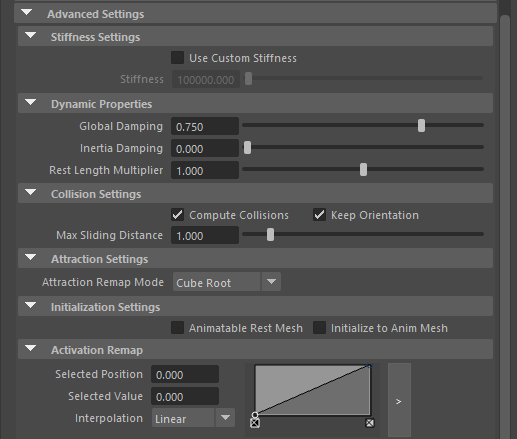 Advanced Settings
Stiffness Settings
Use Custom Stiffness
Stiffness 100000.000
Dynamic Properties
Global Damping 0.750
Inertia Damping 0.000
Rest Length Multiplier 1.000
Collision Settings
Compute Collisions Keep Orientation
Max Sliding Distance 1.000
Attraction Settings
Attraction Remap Mode Cube Root
Initialization Settings
Animatable Rest Mesh Initialize to Anim Mesh
Activation Remap
Selected Position 0.000
Selected Value 0.000
>
Interpolation Linear